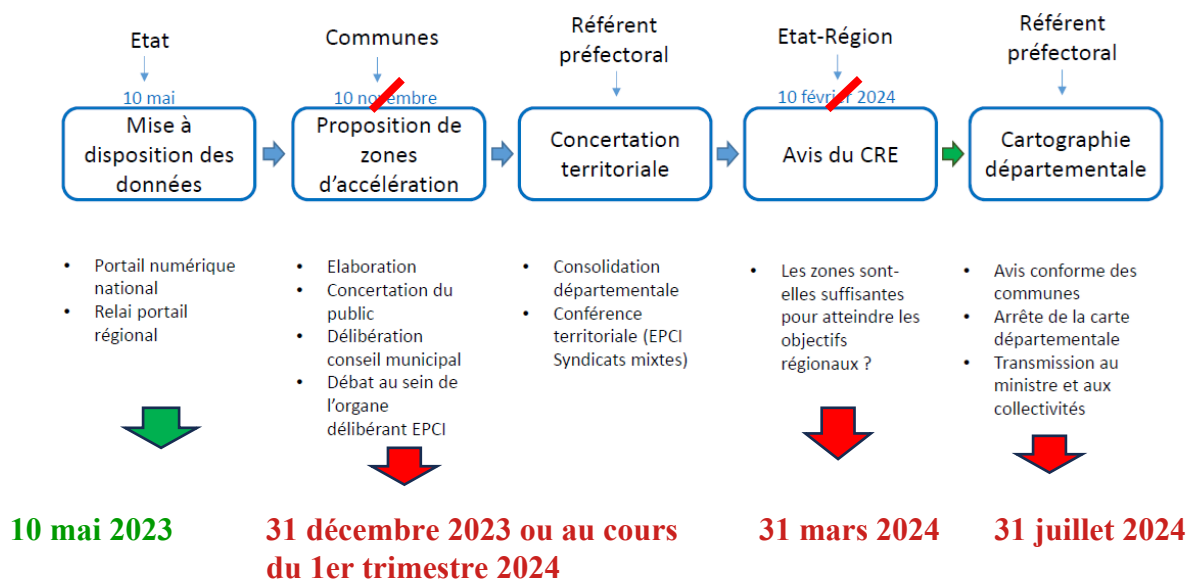 Etat
10 mai
Mise à
disposition des
données
Communes
10 novembre
Proposition de
zones
d’accélération
Référent
préfectoral
Concertation
territoriale
Etat-Région
10 février 2024
Avis du CRE
Référent
préfectoral
Cartographie
départementale
• Portail numérique
national
• Relai portail
régional
• Elaboration
• Concertation du
public
• Délibération
conseil municipal
• Débat au sein de
l’organe
délibérant EPCI
• Consolidation
départementale
• Conférence
territoriale (EPCI
Syndicats mixtes)
• Les zones sont-
elles suffisantes
pour atteindre les
objectifs
régionaux ?
• Avis conforme des
communes
• Arrête de la carte
départementale
• Transmission au
ministre et aux
collectivités
10 mai 2023
31 décembre 2023 ou au cours
du 1er trimestre 2024
31 mars 2024
31 juillet 2024